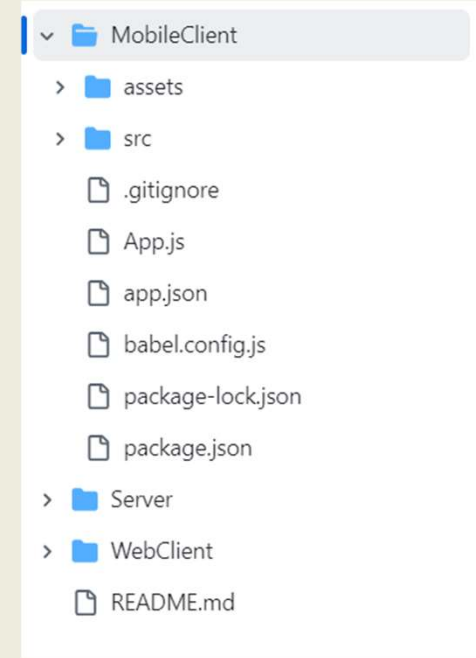 MobileClient
assets
src
.gitignore
App.js
app.json
babel.config.js
package-lock.json
package.json
Server
WebClient
README.md